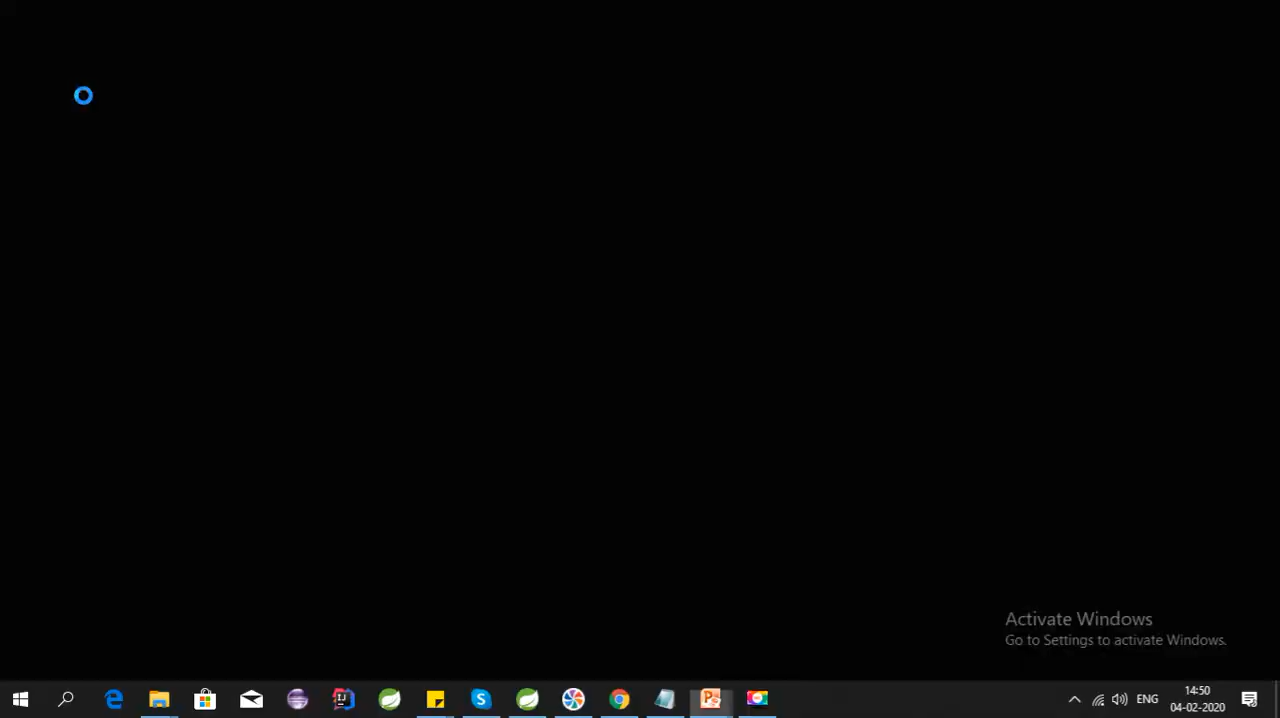 Activate Windows
Go to Settings to activate Windows.
ENG
14:50
04-02-2020